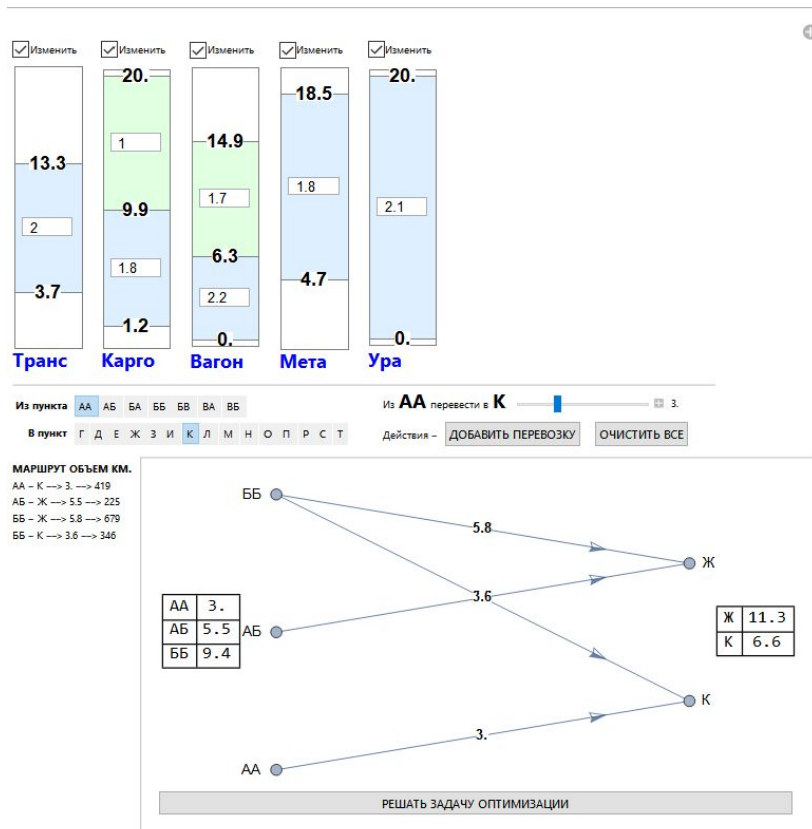 Изменить Изменить Изменить Изменить Изменить
20. 20.
18.5
1 14.9
13.3
1.7 1.8
9.9 2.1
2
6.3
1.8 4.7
3.7 2.2
1.2 0. 0.
Транс Карго Вагон Мета Ура
Из пункта АА АБ БА ББ БВ ВА ВБ
В пункт Г Д Е Ж З И К Л М Н О П Р С Т
Из АА перевести в К 3.
Действия – ДОБАВИТЬ ПЕРЕВОЗКУ ОЧИСТИТЬ ВСЕ
МАРШРУТ ОБЪЕМ КМ.
АА – К —> 3. —> 419
АБ – Ж —> 5.5 —> 225
ББ – Ж —> 5.8 —> 679
ББ – К —> 3.6 —> 346
ББ
5.8
Ж
3.6
АА 3.
АБ 5.5
ББ 9.4
АБ
Ж 11.3
К 6.6
К
3.
АА
РЕШАТЬ ЗАДАЧУ ОПТИМИЗАЦИИ